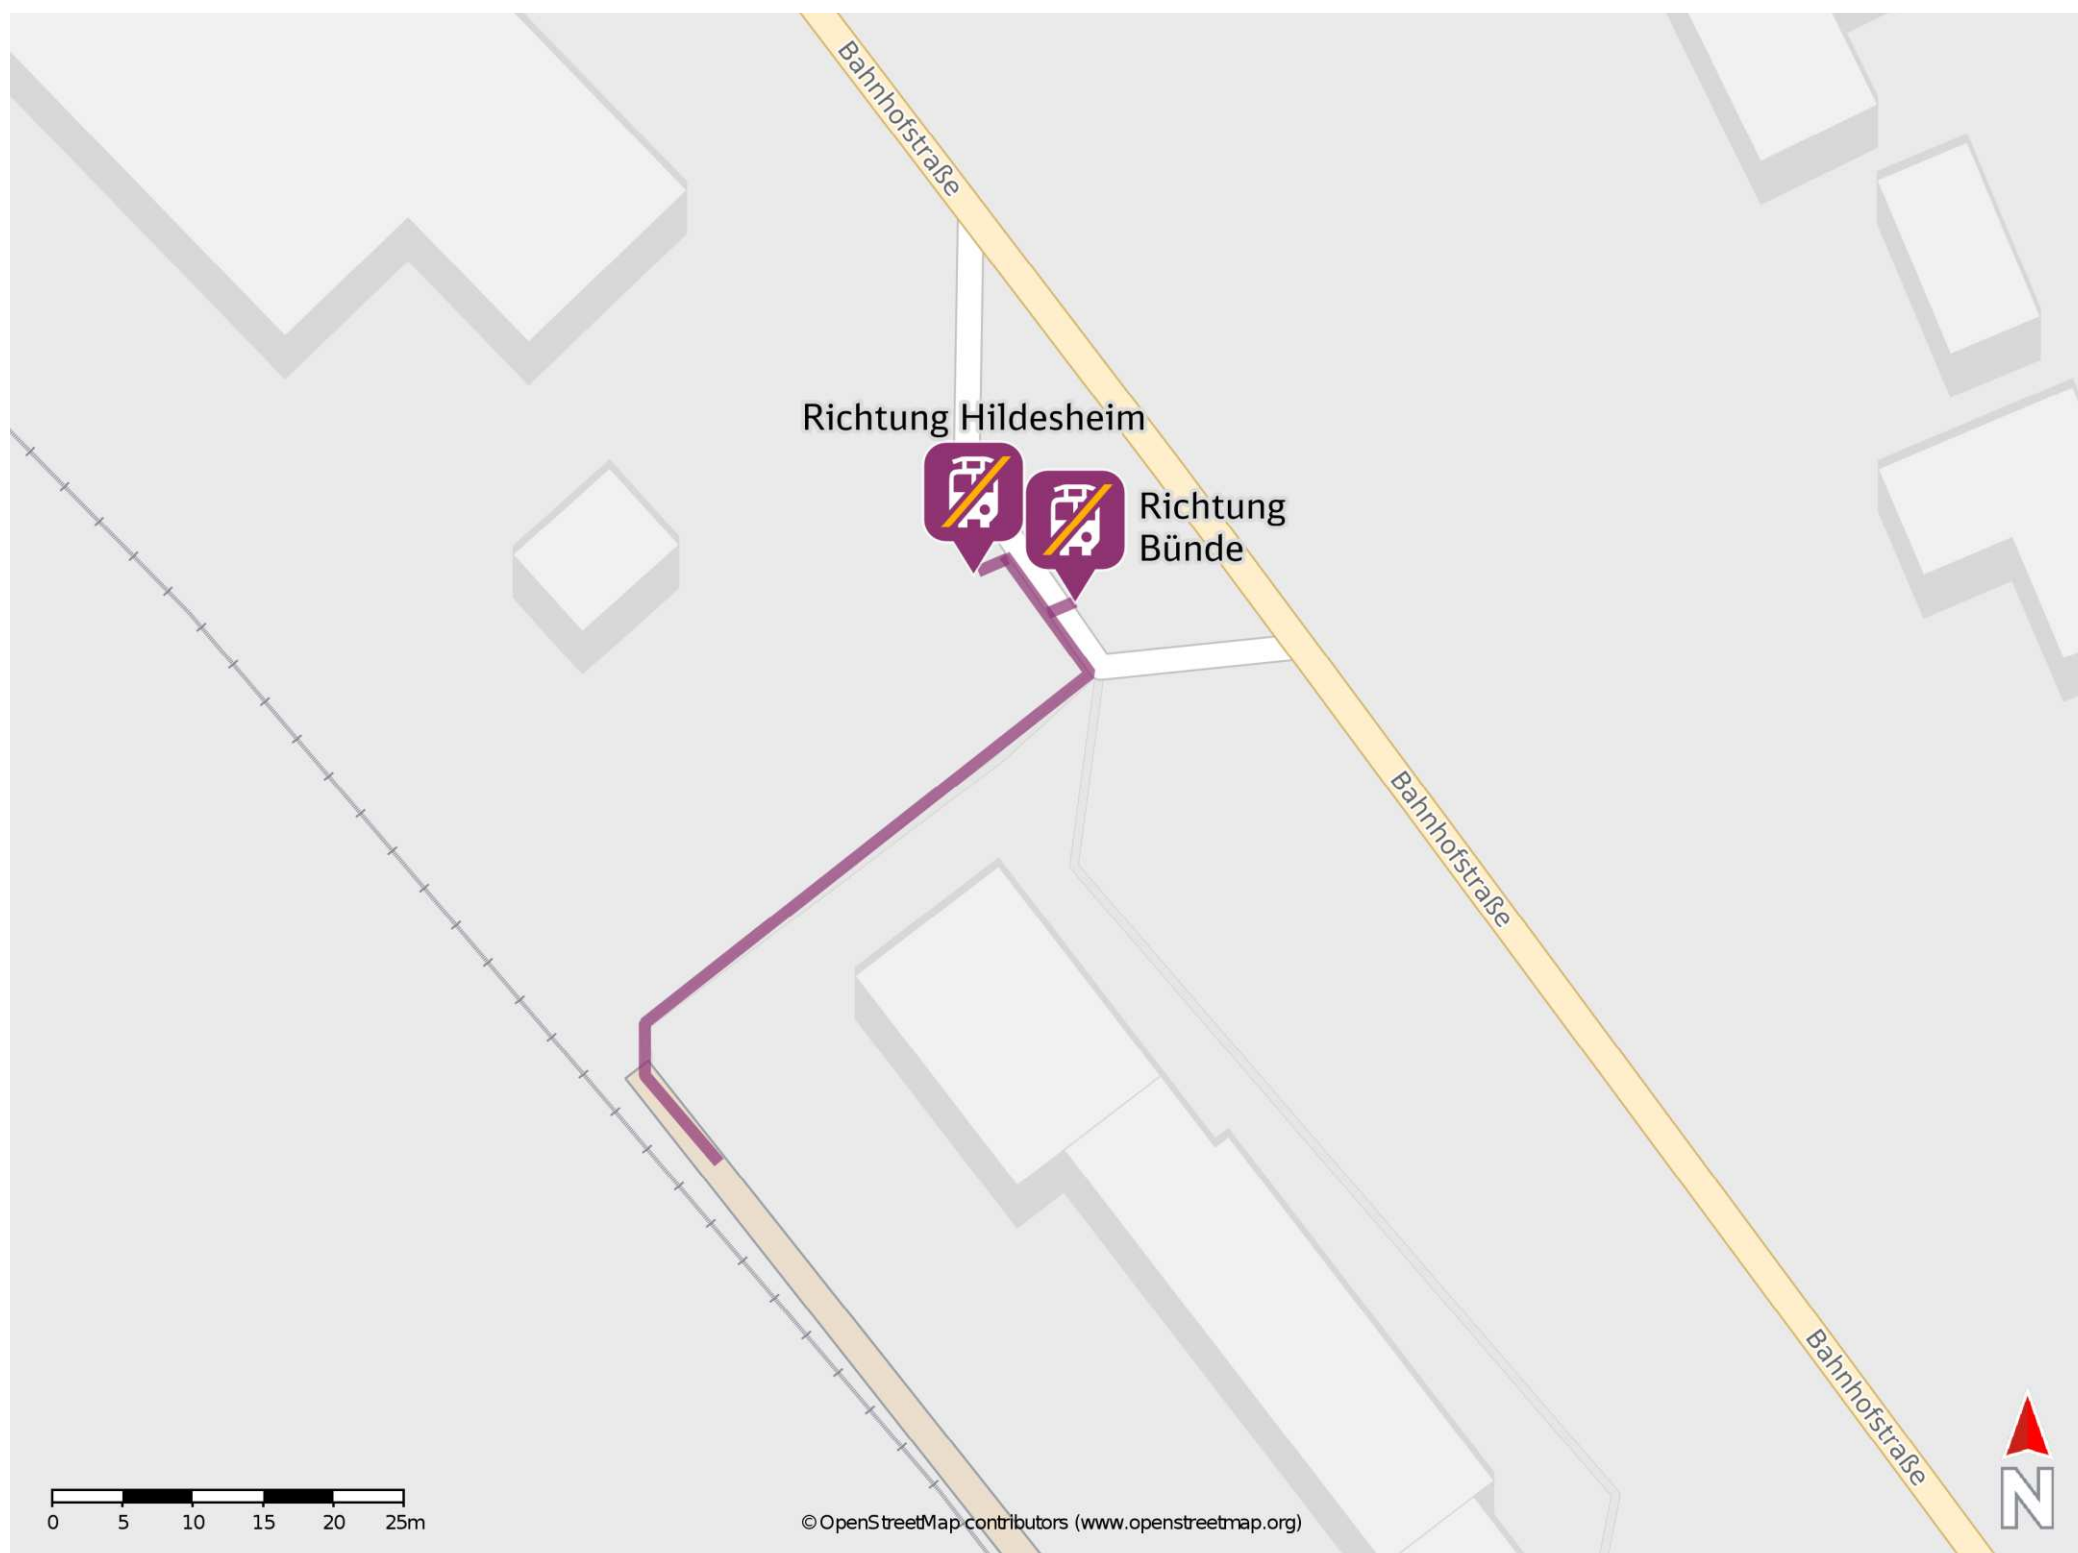 Bahnhofstraße
Richtung Hildesheim
Richtung
Bünde
Bahnhofstraße
Bahnhofstraße
N
0 5 10 15 20 25m
©OpenStreetMap contributors (www.openstreetmap.org)